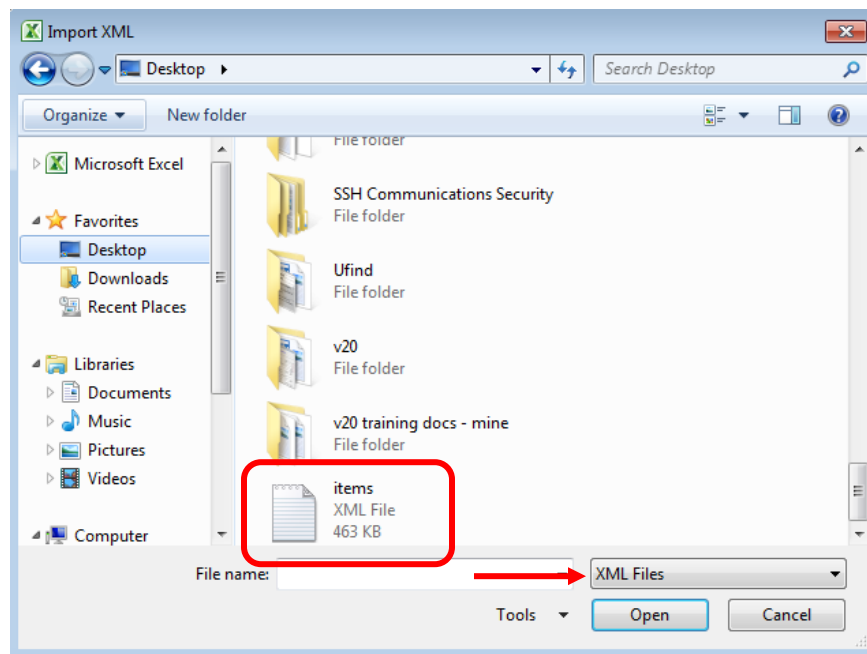 Import XML
Desktop
Search Desktop
Organize
New folder
Microsoft Excel
Favorites
Desktop
Downloads
Recent Places
Libraries
Documents
Music
Pictures
Videos
Computer
File folder
SSH Communications Security
File folder
Ufind
File folder
v20
File folder
v20 training docs - mine
File folder
items
XML File
463 KB
File name:
XML Files
Tools
Open
Cancel